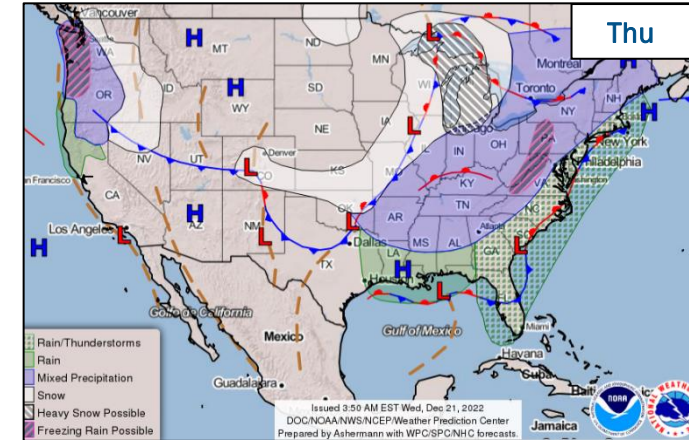 Thu
Vancouver
WA
MT
ND
MN
Montreal
OR
ID
SD
WI
Toronto
WY
NH
NY
IA
NE
Chicago
New York
NV
UT
Denver
CO
KS
MO
IL
IN
OH
PA
Philadelphia
Washington
San Francisco
CA
KY
VA
AZ
NM
OK
AR
TN
NC
Los Angeles
Dallas
MS
AL
Atlanta
SC
GA
TX
LA
Houston
FL
Golfo de California
Mexico
Gulf of Mexico
Miami
Havana
Cuba
Guadalajara
Jamaica
H
H
H
H
H
H
H
L
L
L
L
L
L
L
L
Rain/Thunderstorms
Rain
Mixed Precipitation
Snow
Heavy Snow Possible
Freezing Rain Possible
Issued 3:50 AM EST Wed, Dec 21, 2022
DOC/NOAA/NWS/NCEP/Weather Prediction Center
Prepared by Ashermann with WPC/SPC/NHC forecasts
NOAA